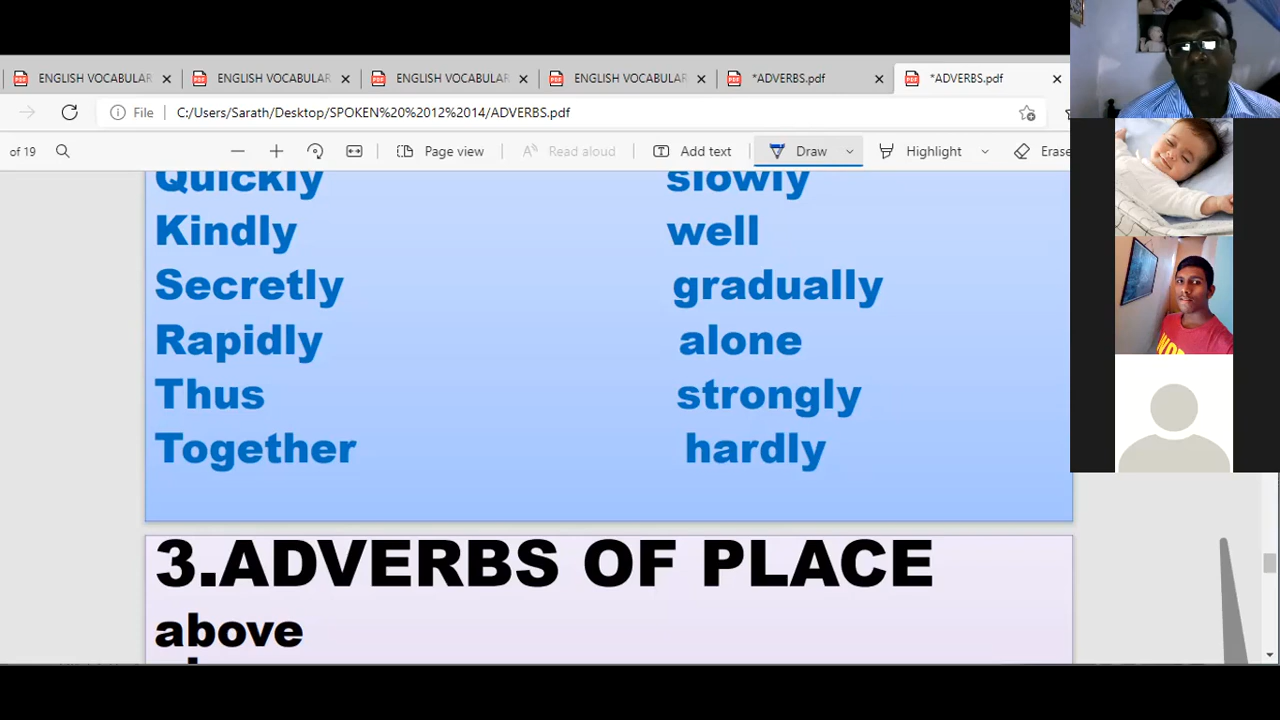 ENGLISH VOCABULAR ENGLISH VOCABULAR ENGLISH VOCABULAR ENGLISH VOCABULAR *ADVERBS.pdf *ADVERBS.pdf
File C:/Users/Sarath/Desktop/SPOKEN%20%2012%2014/ADVERBS.pdf
of 19 Page view Read aloud Add text Draw Highlight Erase
Quickly slowly
Kindly well
Secretly gradually
Rapidly alone
Thus strongly
Together hardly
3.ADVERBS OF PLACE
above